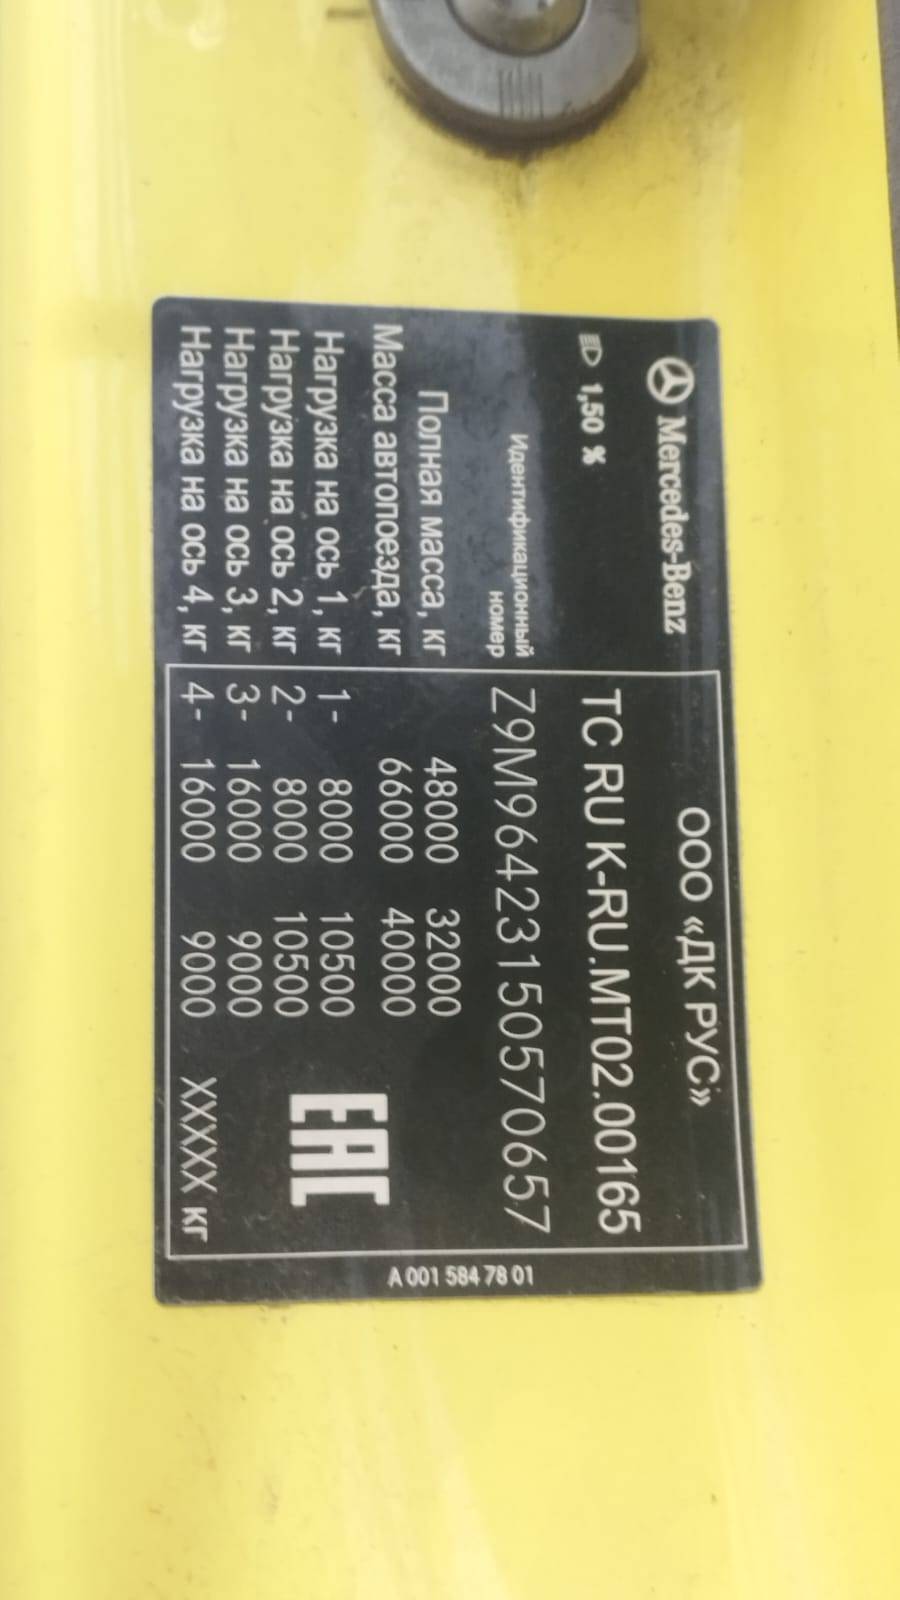 Mercedes-Benz
ООО «ДК РУС»
1,50 %
ТС RU К-RU.МТ02.00165
Идентификационный номер
Z9M96423150570657
Полная масса, кг 48000 32000
Масса автопоезда, кг 66000 40000
Нагрузка на ось 1, кг 1- 8000 10500
Нагрузка на ось 2, кг 2- 8000 10500
Нагрузка на ось 3, кг 3- 16000 9000
Нагрузка на ось 4, кг 4- 16000 9000 XXXXX кг
EAC
A 001 584 78 01